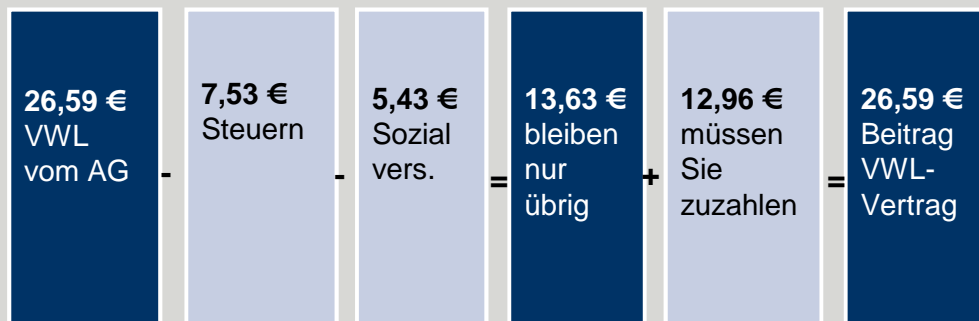 26,59 €
VWL
vom AG
-
7,53 €
Steuern
-
5,43 €
Sozial
vers.
=
13,63 €
bleiben
nur
übrig
+
12,96 €
müssen
Sie
zuzahlen
=
26,59 €
Beitrag
VWL-
Vertrag